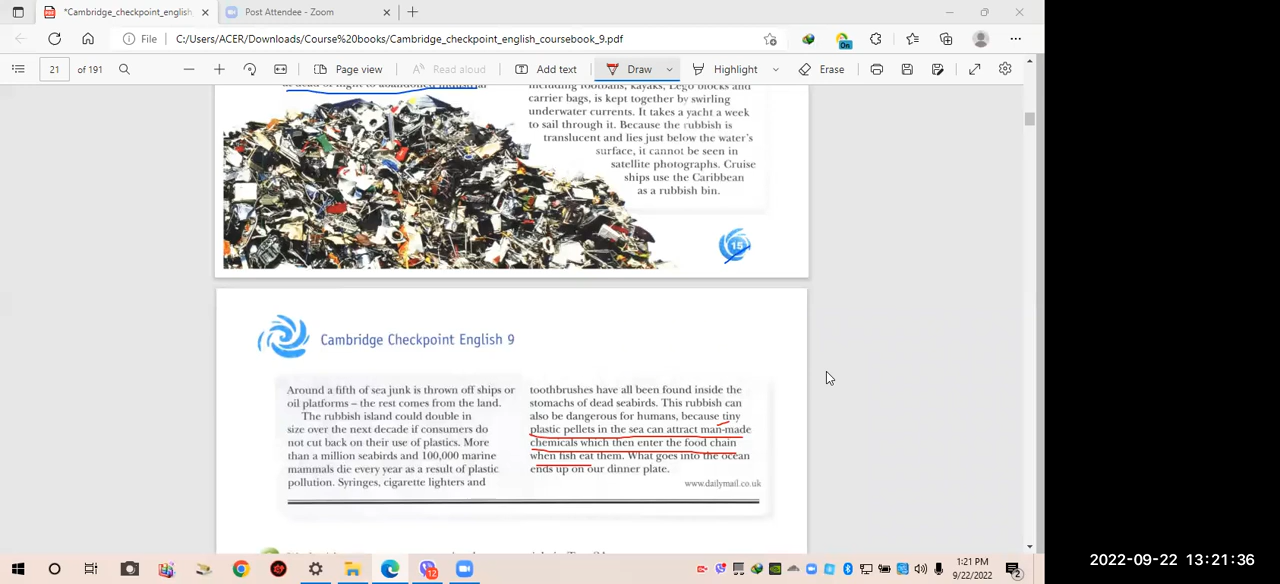 *Cambridge_checkpoint_english
Post Attendee - Zoom
File
C:/Users/ACER/Downloads/Course%20books/Cambridge_checkpoint_english_coursebook_9.pdf
On
21 of 191
Page view
Read aloud
Add text
Draw
Highlight
Erase
at dead of night to abandoned industrial
including footballs, kayaks, Lego blocks and
carrier bags, is kept together by swirling
underwater currents. It takes a yacht a week
to sail through it. Because the rubbish is
translucent and lies just below the water's
surface, it cannot be seen in
satellite photographs. Cruise
ships use the Caribbean
as a rubbish bin.
15
Cambridge Checkpoint English 9
Around a fifth of sea junk is thrown off ships or
oil platforms – the rest comes from the land.
The rubbish island could double in
size over the next decade if consumers do
not cut back on their use of plastics. More
than a million seabirds and 100,000 marine
mammals die every year as a result of plastic
pollution. Syringes, cigarette lighters and
toothbrushes have all been found inside the
stomachs of dead seabirds. This rubbish can
also be dangerous for humans, because tiny
plastic pellets in the sea can attract man-made
chemicals which then enter the food chain
when fish eat them. What goes into the ocean
ends up on our dinner plate.
www.dailymail.co.uk
12
1:21 PM
9/22/2022
2
2022-09-22 13:21:36